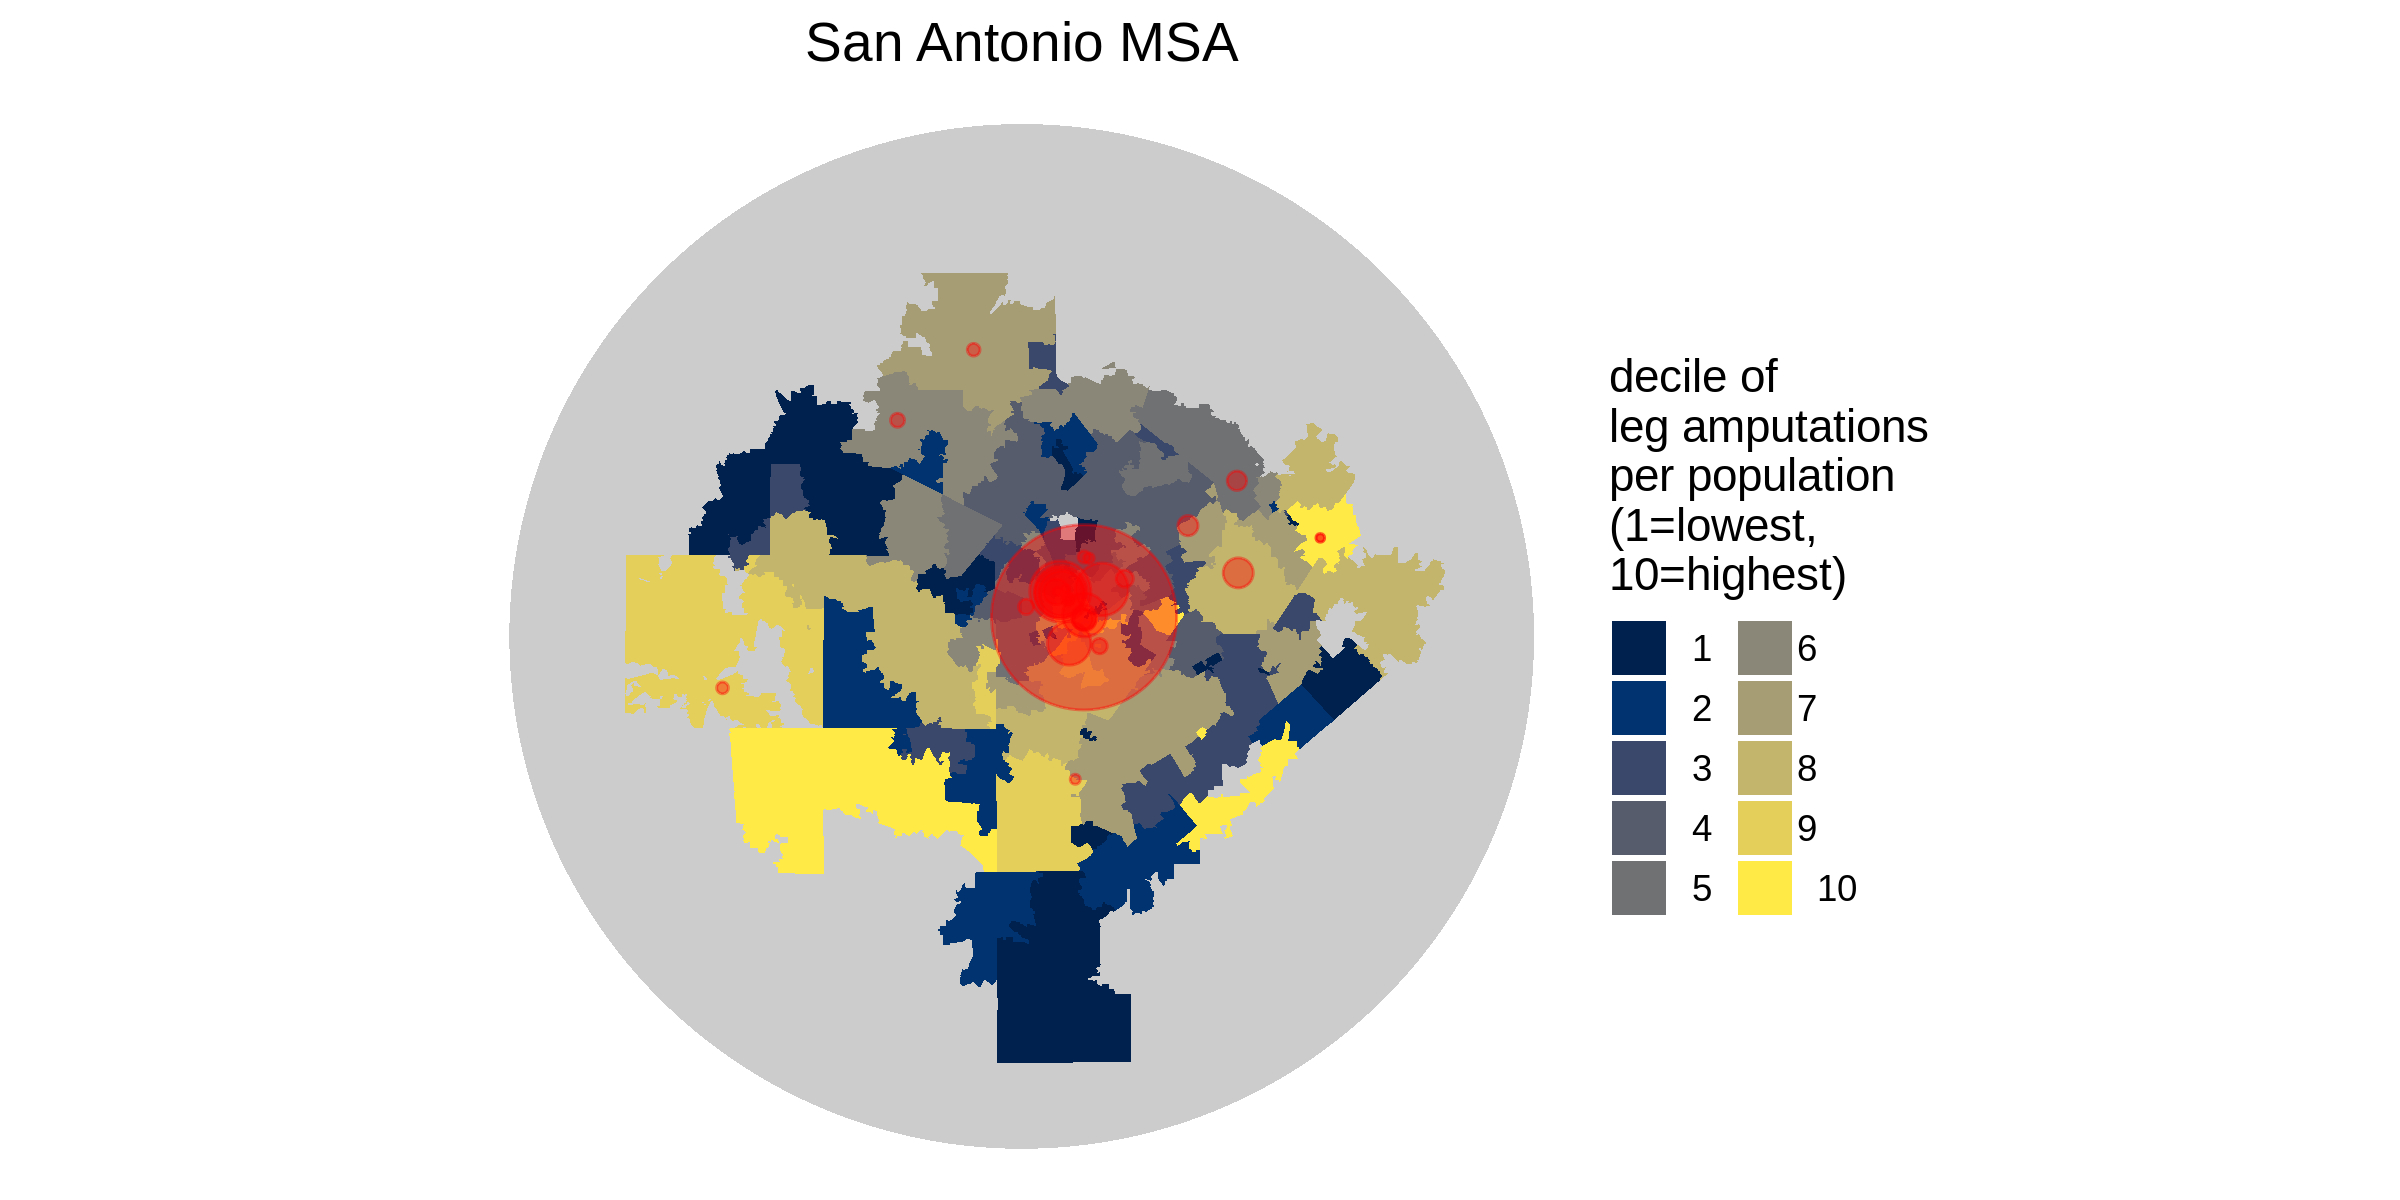 San Antonio MSA
decile of
leg amputations
per population
(1=lowest,
10=highest)
1 6
2 7
3 8
4 9
5 10